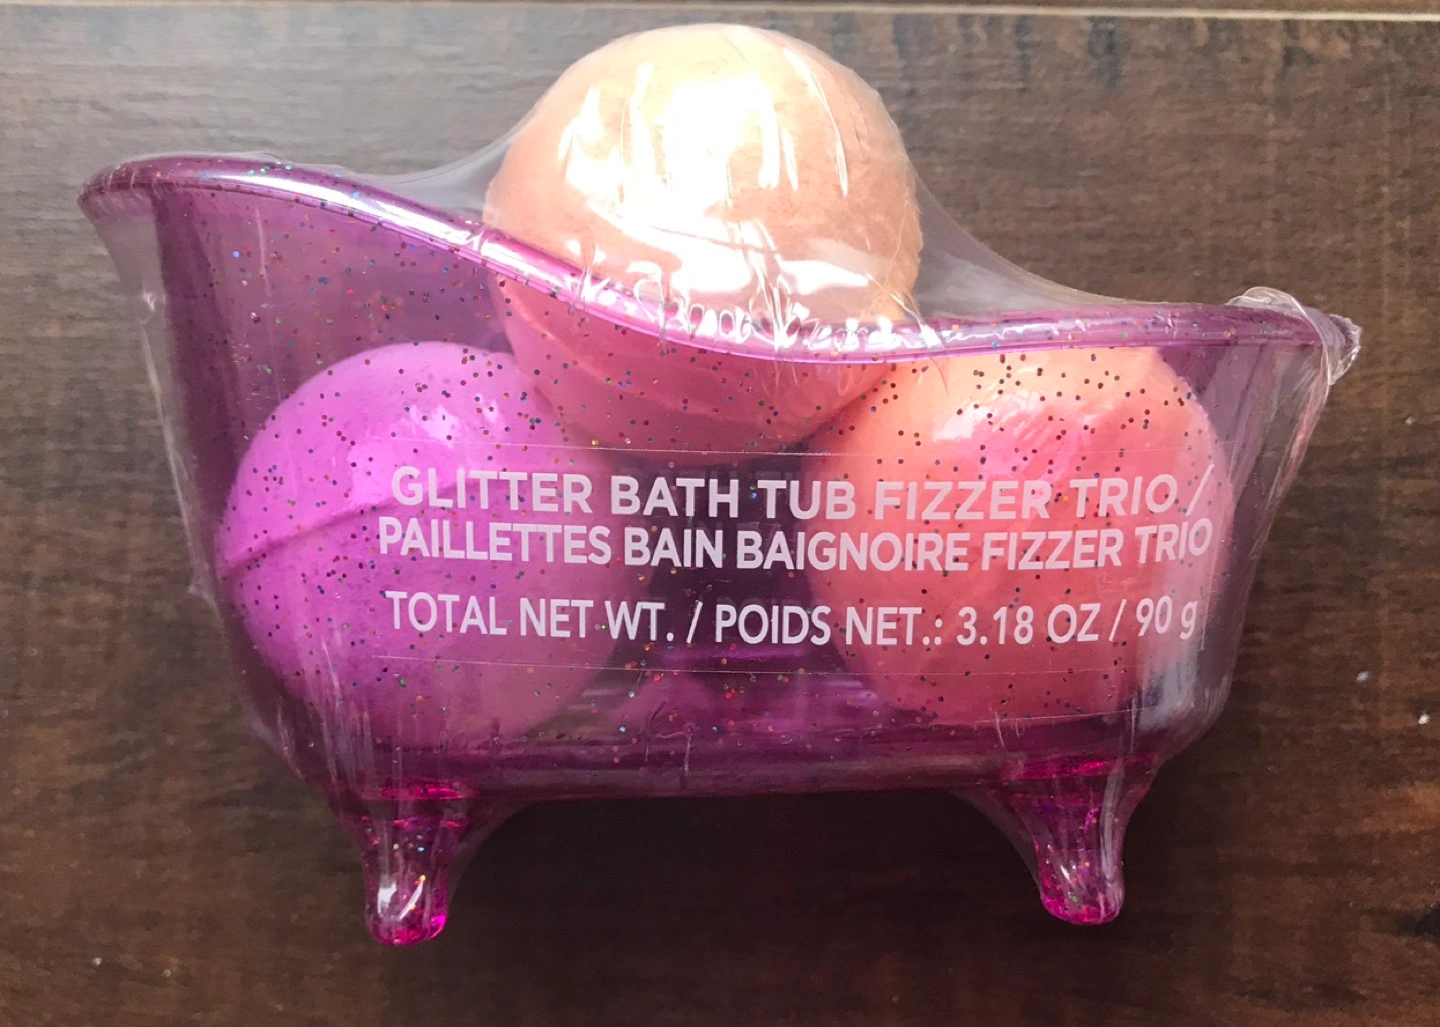 GLITTER BATH TUB FIZZER TRIO /
PAILLETTES BAIN BAIGNOIRE FIZZER TRIO
TOTAL NET WT. / POIDS NET.: 3.18 OZ / 90 g